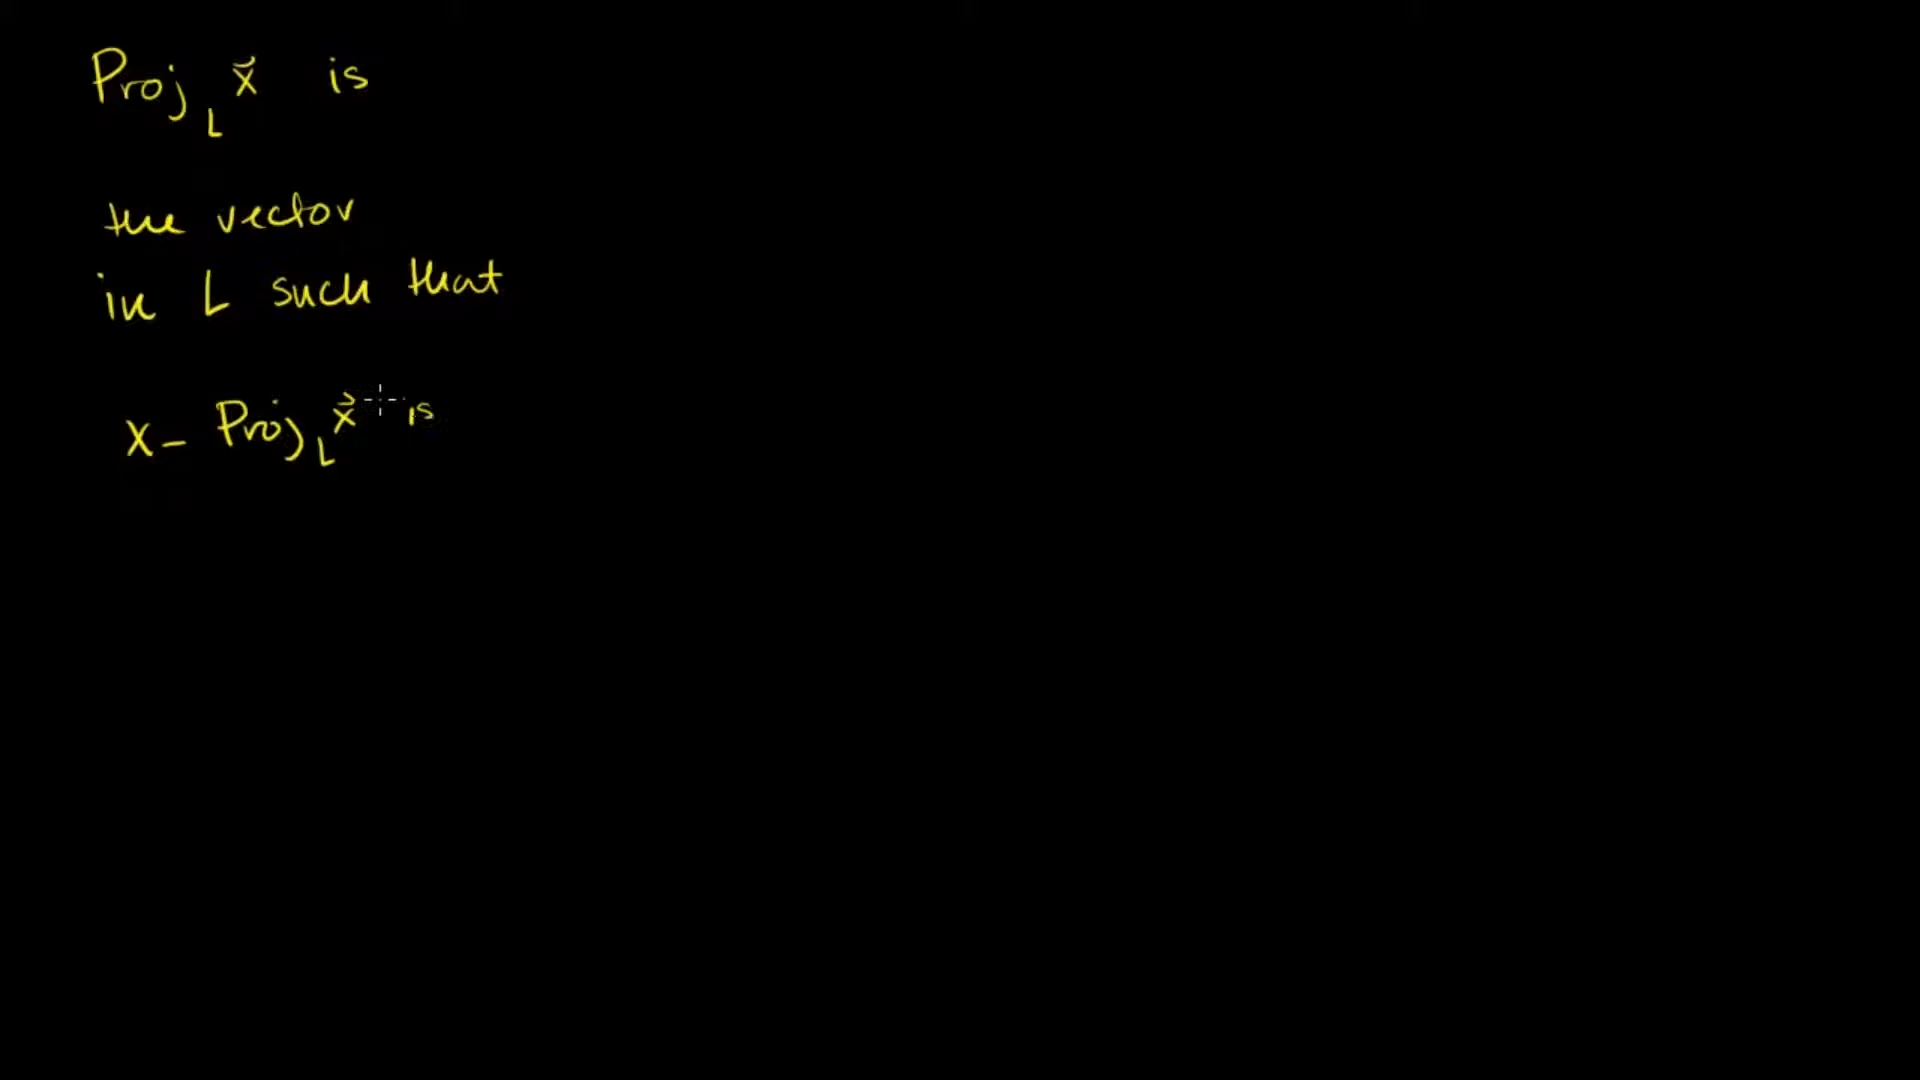 Proj_L x⃗ is
the vector
in L such that
x - Proj_L x⃗ is